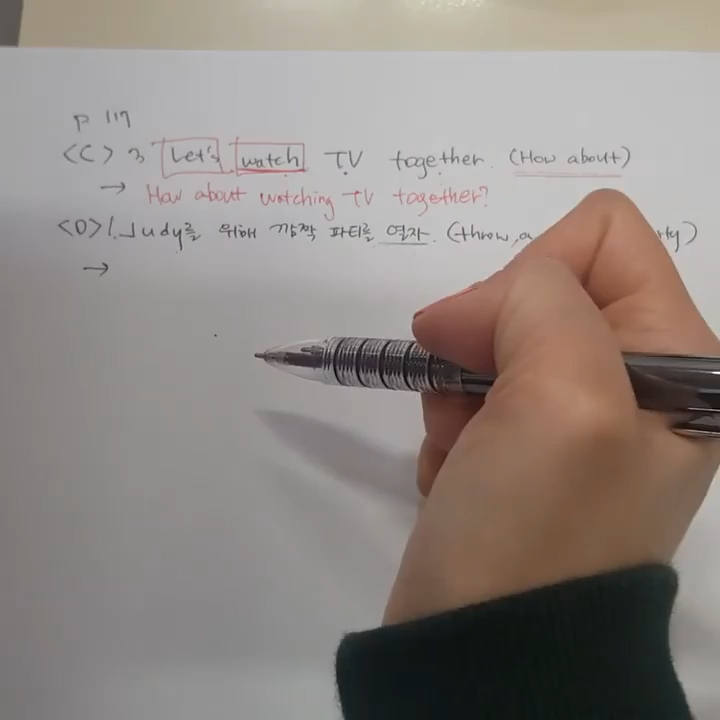 P 117
<C> 3 Let's watch TV together. (How about)
→ How about watching TV together?
<D> 1. Judy를 위해 깜짝 파티를 열자. (throw, a
→